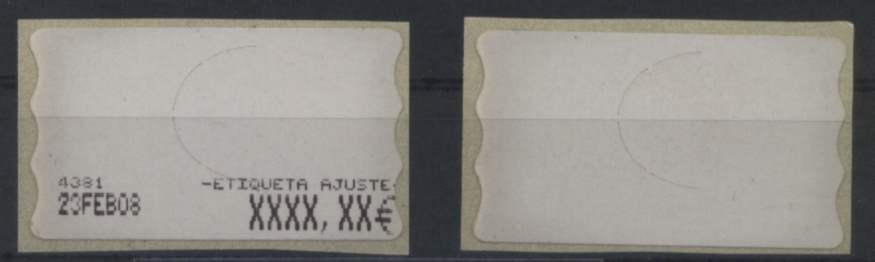 4381 -ETIQUETA AJUSTE-
23FEB08 XXXX,XX€